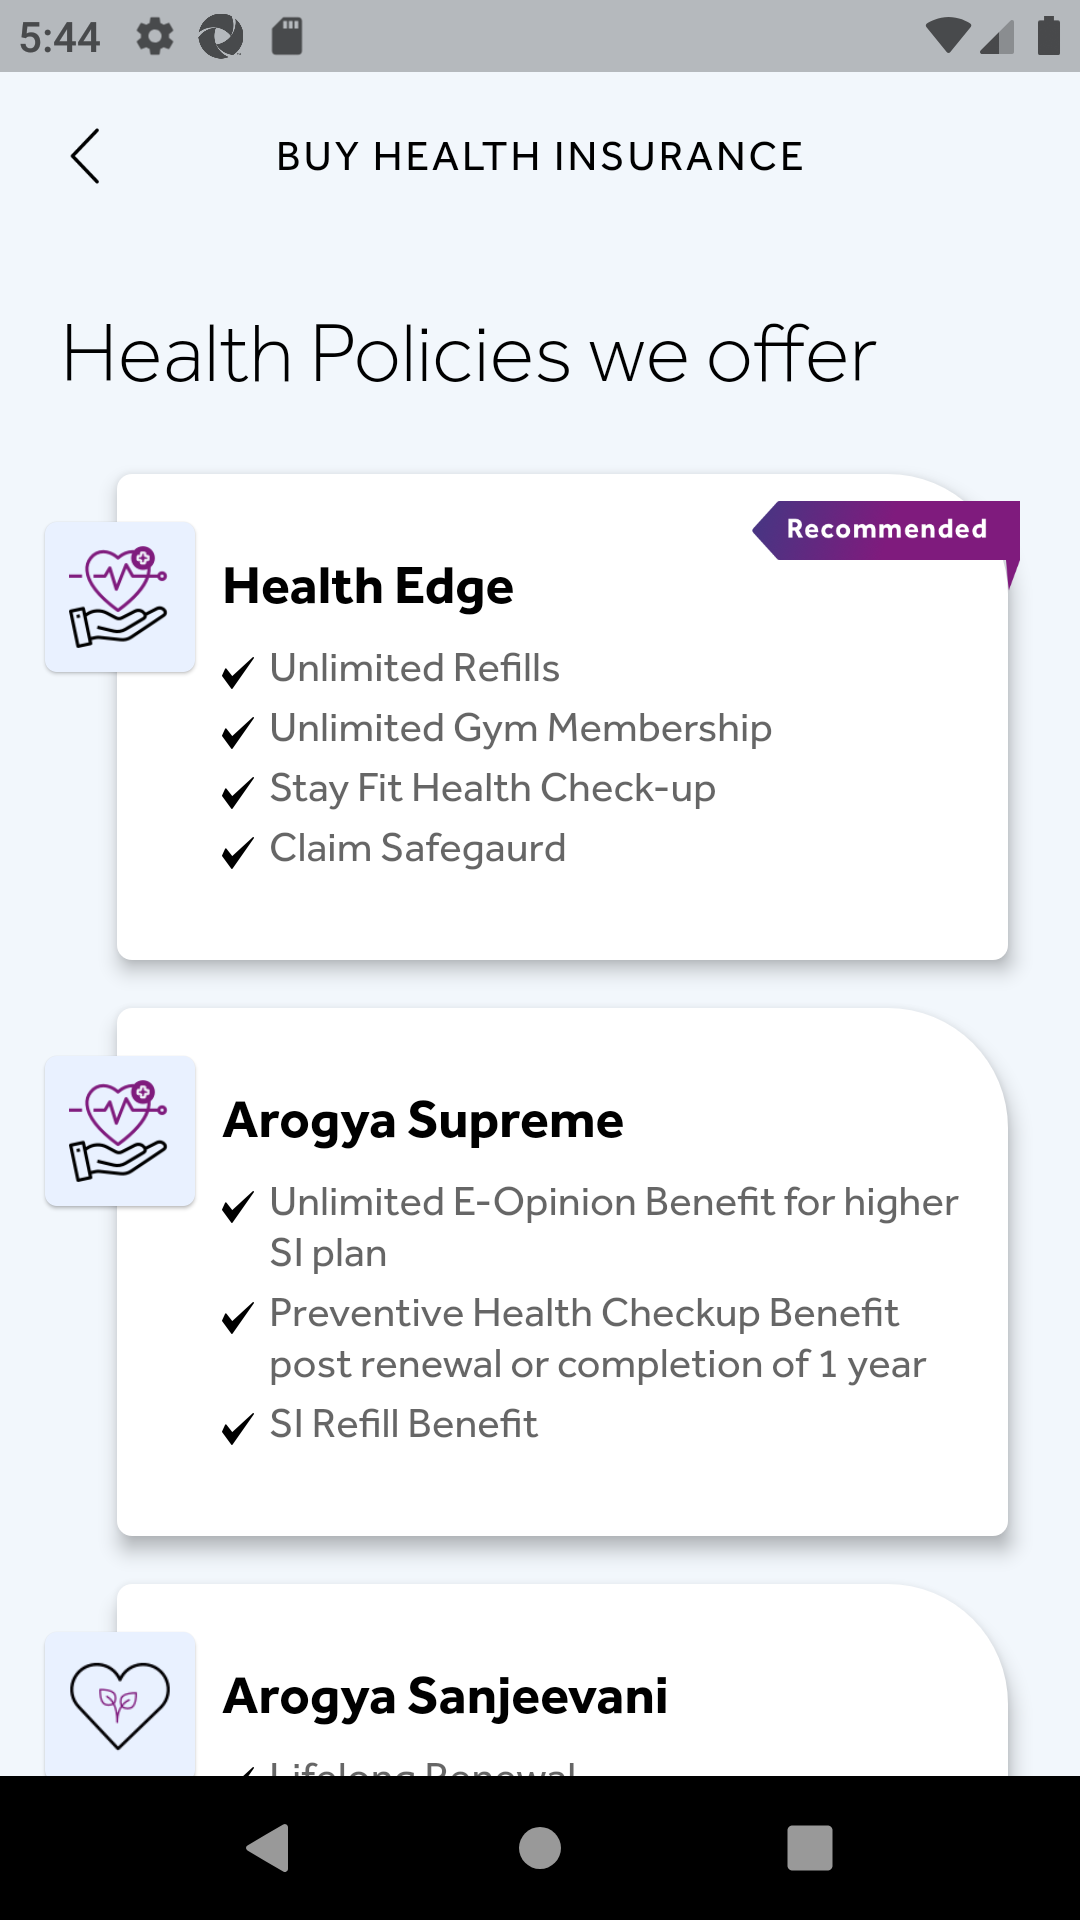 5:44
BUY HEALTH INSURANCE
Health Policies we offer
Recommended
Health Edge
Unlimited Refills
Unlimited Gym Membership
Stay Fit Health Check-up
Claim Safegaurd
Arogya Supreme
Unlimited E-Opinion Benefit for higher
SI plan
Preventive Health Checkup Benefit
post renewal or completion of 1 year
SI Refill Benefit
Arogya Sanjeevani
Lifelong Renewal